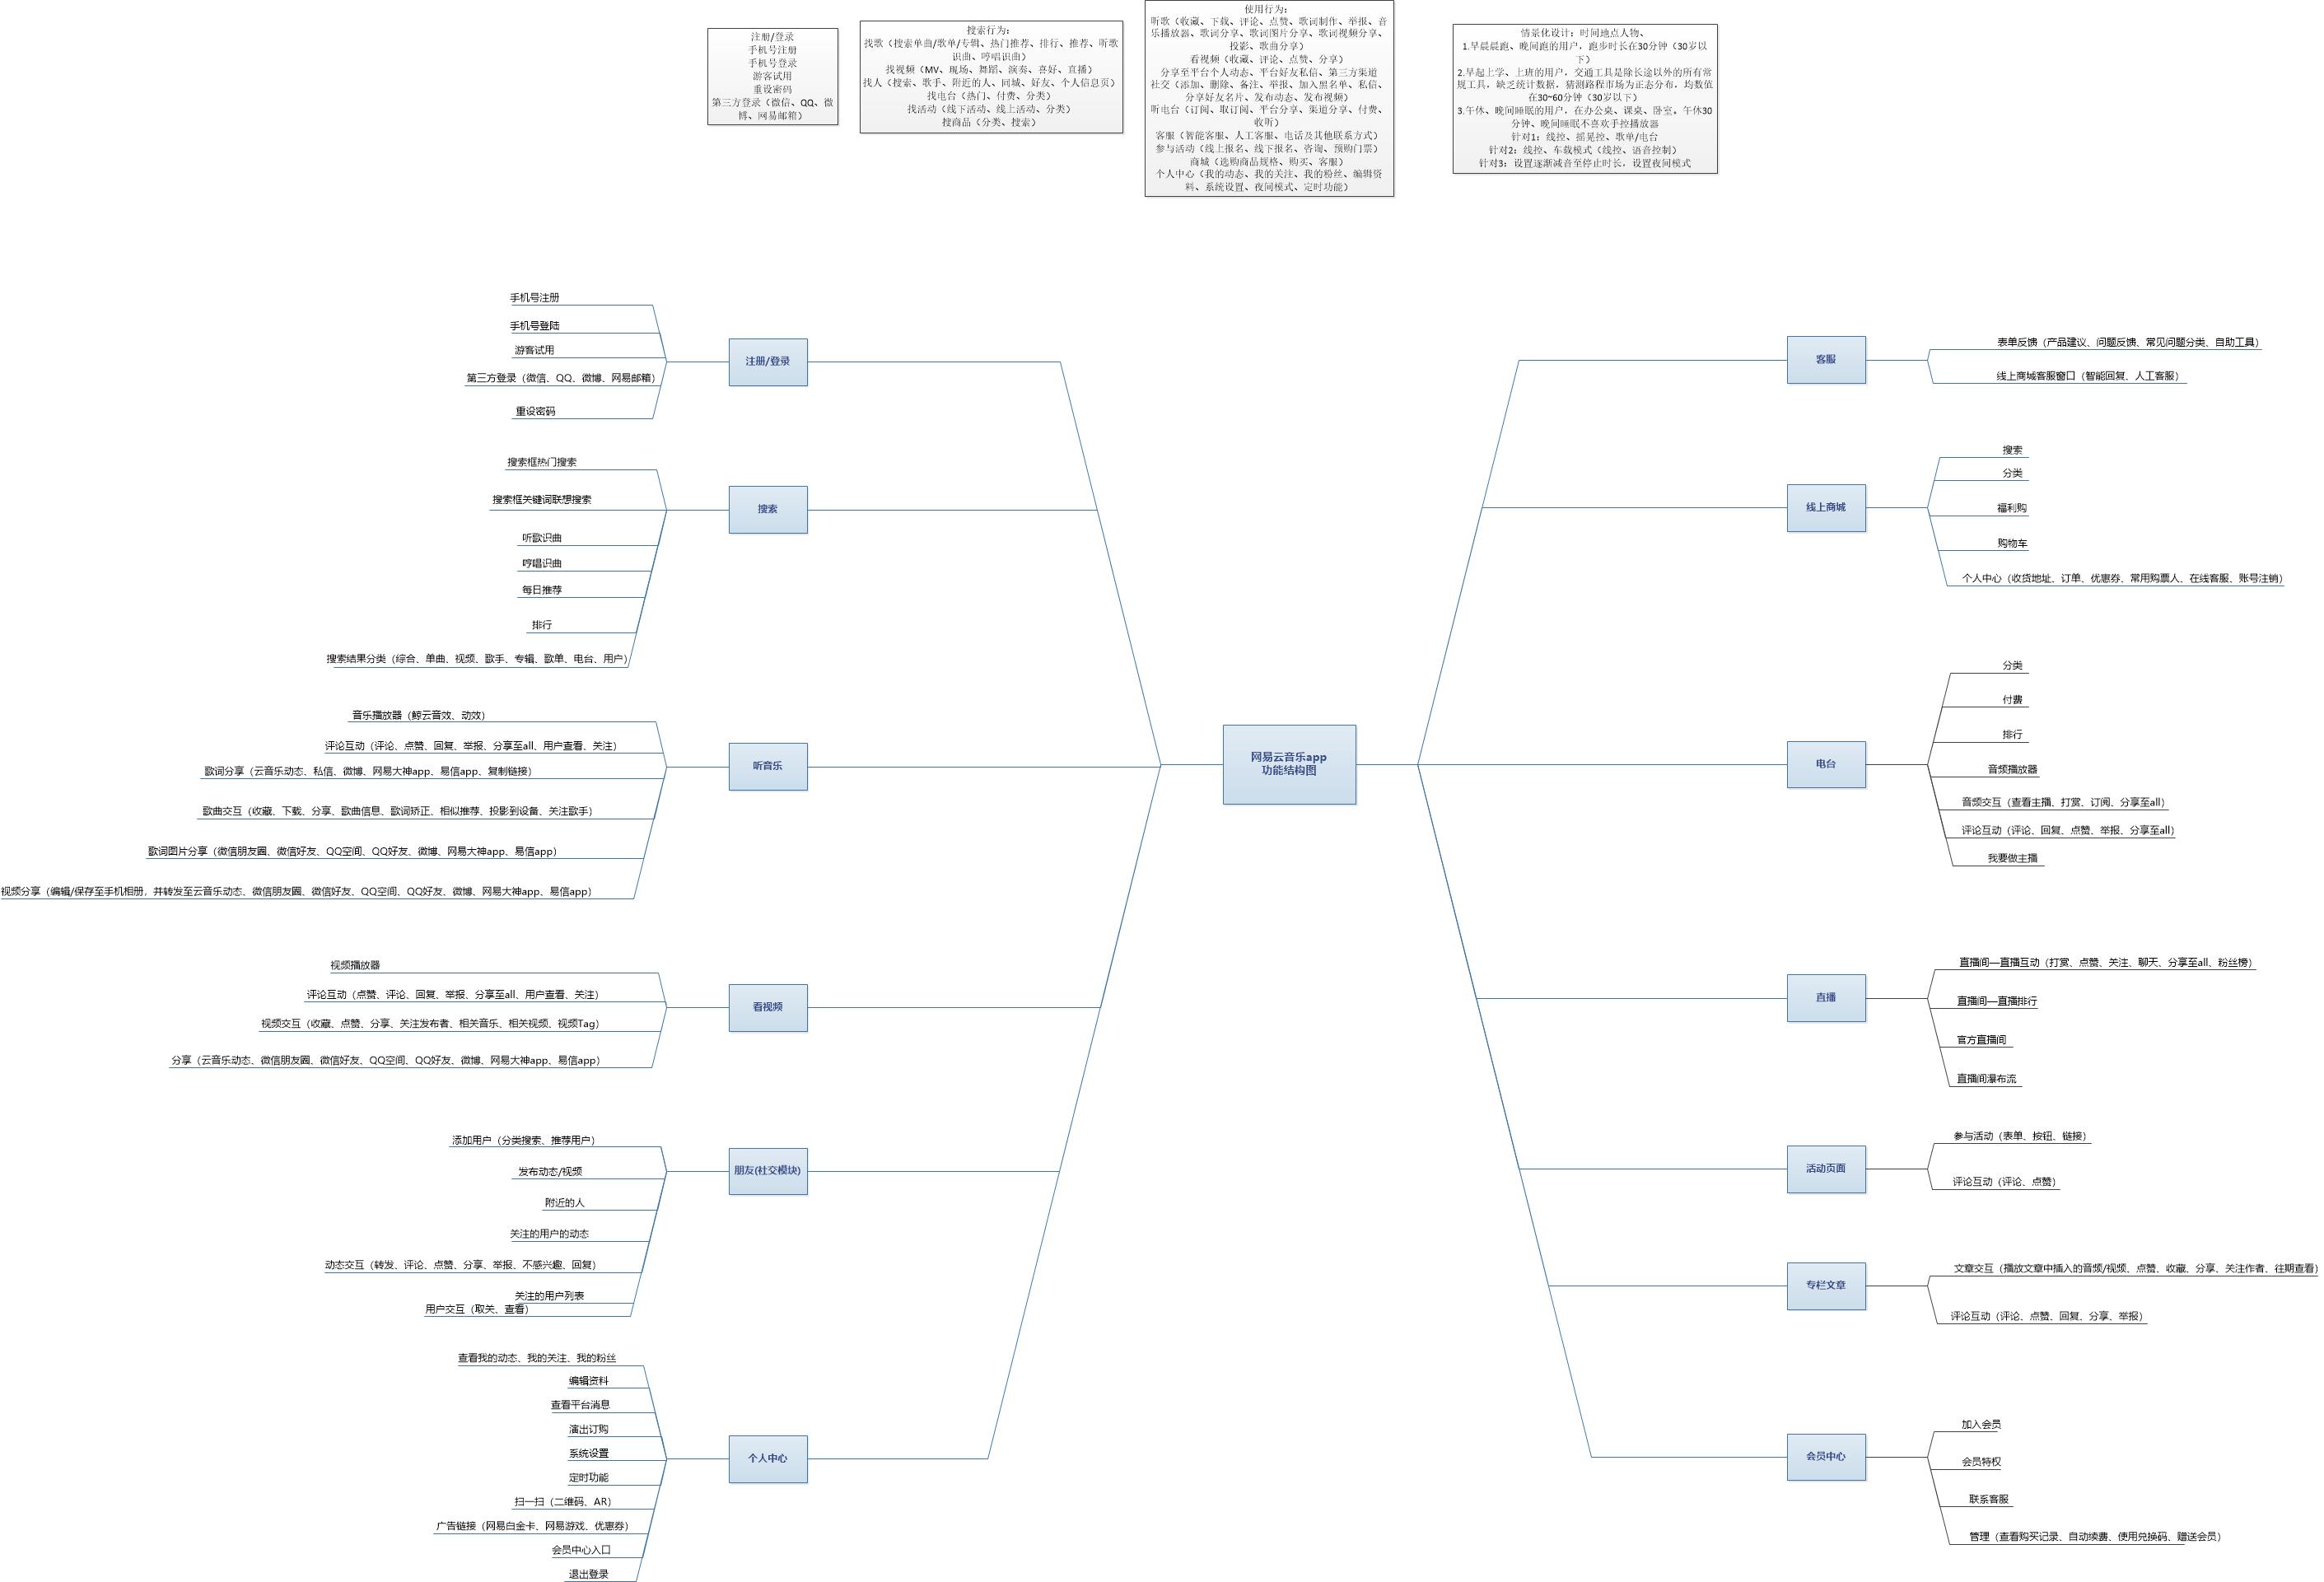 注册/登录
手机号注册
手机号登录
游客试用
重设密码
第三方登录（微信、QQ、微
博、网易邮箱）
搜索行为：
找歌（搜索单曲/歌单/专辑、热门推荐、排行、推荐、听歌
识曲、哼唱识曲）
找视频（MV、现场、舞蹈、演奏、喜好、直播）
找人（搜索、歌手、附近的人、同城、好友、个人信息页）
找电台（热门、付费、分类）
找活动（线下活动、线上活动、分类）
搜商品（分类、搜索）
使用行为：
听歌（收藏、下载、评论、点赞、歌词制作、举报、音
乐播放器、歌词分享、歌词图片分享、歌词视频分享、
投影、歌曲分享）
看视频（收藏、评论、点赞、分享）
分享至平台个人动态、平台好友私信、第三方渠道
社交（添加、删除、备注、举报、加入黑名单、私信、
分享好友名片、发布动态、发布视频）
听电台（订阅、取订阅、平台分享、渠道分享、付费、
收听）
客服（智能客服、人工客服、电话及其他联系方式）
参与活动（线上报名、线下报名、咨询、预购门票）
商城（选购商品规格、购买、客服）
个人中心（我的动态、我的关注、我的粉丝、编辑资
料、系统设置、夜间模式、定时功能）
情景化设计：时间地点人物、
1.早晨晨跑、晚间跑的用户，跑步时长在30分钟（30岁以
下）
2.早起上学、上班的用户，交通工具是除长途以外的所有常
规工具，缺乏统计数据，猜测路程市场为正态分布，均数值
在30~60分钟（30岁以下）
3.午休、晚间睡眠的用户，在办公桌、课桌、卧室，午休30
分钟、晚间睡眠不喜欢手控播放器
针对1：线控、摇晃控、歌单/电台
针对2：线控、车载模式（线控、语音控制）
针对3：设置逐渐减音至停止时长，设置夜间模式
手机号注册
手机号登陆
游客试用
第三方登录（微信、QQ、微博、网易邮箱）
重设密码
注册/登录
搜索框热门搜索
搜索框关键词联想搜索
听歌识曲
哼唱识曲
每日推荐
排行
搜索结果分类（综合、单曲、视频、歌手、专辑、歌单、电台、用户）
搜索
音乐播放器（鲸云音效、动效）
评论互动（评论、点赞、回复、举报、分享至all、用户查看、关注）
歌词分享（云音乐动态、私信、微博、网易大神app、易信app、复制链接）
歌曲交互（收藏、下载、分享、歌曲信息、歌词矫正、相似推荐、投影到设备、关注歌手）
歌词图片分享（微信朋友圈、微信好友、QQ空间、QQ好友、微博、网易大神app、易信app）
视频分享（编辑/保存至手机相册，并转发至云音乐动态、微信朋友圈、微信好友、QQ空间、QQ好友、微博、网易大神app、易信app）
听音乐
视频播放器
评论互动（点赞、评论、回复、举报、分享至all、用户查看、关注）
视频交互（收藏、点赞、分享、关注发布者、相关音乐、相关视频、视频Tag）
分享（云音乐动态、微信朋友圈、微信好友、QQ空间、QQ好友、微博、网易大神app、易信app）
看视频
添加用户（分类搜索、推荐用户）
发布动态/视频
附近的人
关注的用户的动态
动态交互（转发、评论、点赞、分享、举报、不感兴趣、回复）
关注的用户列表
用户交互（取关、查看）
朋友(社交模块)
查看我的动态、我的关注、我的粉丝
编辑资料
查看平台消息
演出订购
系统设置
定时功能
扫一扫（二维码、AR）
广告链接（网易白金卡、网易游戏、优惠券）
会员中心入口
退出登录
个人中心
网易云音乐app
功能结构图
客服
表单反馈（产品建议、问题反馈、常见问题分类、自助工具）
线上商城客服窗口（智能回复、人工客服）
线上商城
搜索
分类
福利购
购物车
个人中心（收货地址、订单、优惠券、常用购票人、在线客服、账号注销）
电台
分类
付费
排行
音频播放器
音频交互（查看主播、打赏、订阅、分享至all）
评论互动（评论、回复、点赞、举报、分享至all）
我要做主播
直播
直播间—直播互动（打赏、点赞、关注、聊天、分享至all、粉丝榜）
直播间—直播排行
官方直播间
直播间瀑布流
活动页面
参与活动（表单、按钮、链接）
评论互动（评论、点赞）
专栏文章
文章交互（播放文章中插入的音频/视频、点赞、收藏、分享、关注作者、往期查看）
评论互动（评论、点赞、回复、分享、举报）
会员中心
加入会员
会员特权
联系客服
管理（查看购买记录、自动续费、使用兑换码、赠送会员）